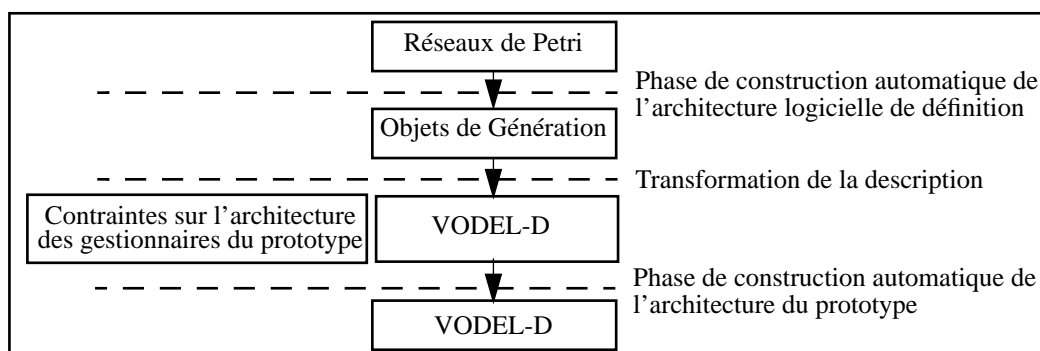 Réseaux de Petri
Phase de construction automatique de
l’architecture logicielle de définition
Objets de Génération
Transformation de la description
Contraintes sur l’architecture
des gestionnaires du prototype
VODEL-D
Phase de construction automatique de
l’architecture du prototype
VODEL-D